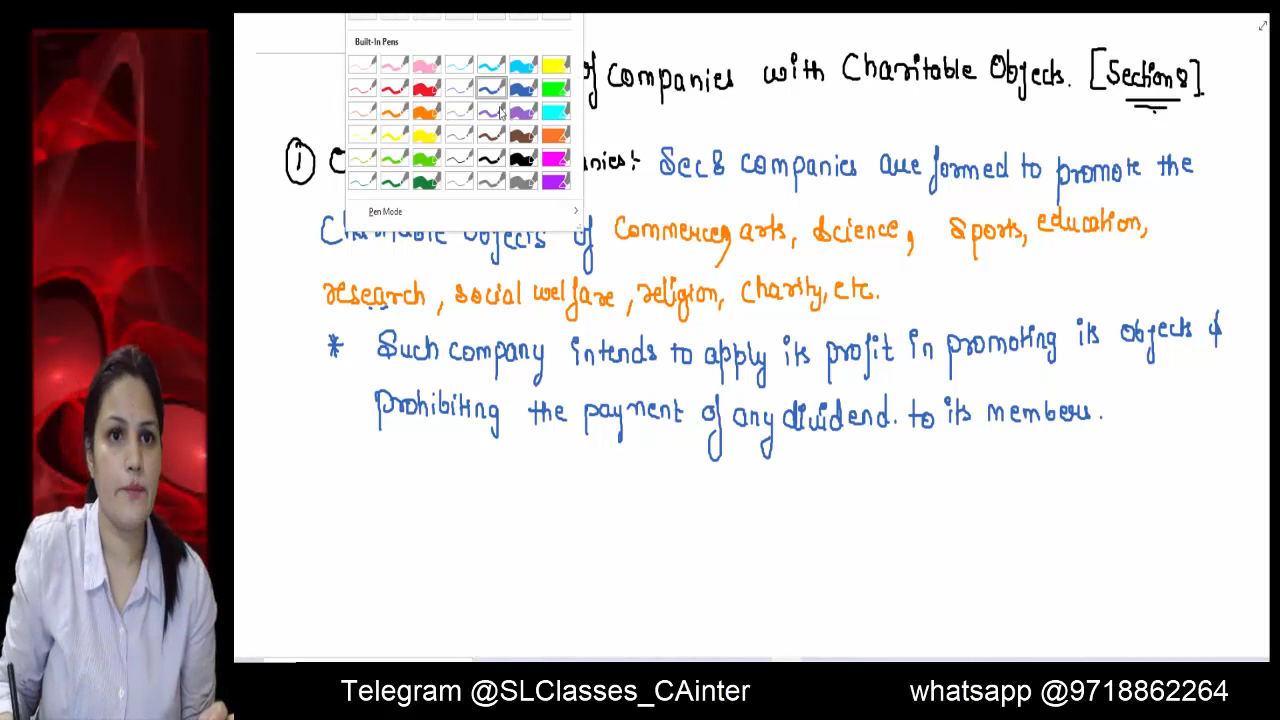 Built-In Pens
of Companies with Charitable Objects. [Section 8]
① C nies: Sec 8 companies are formed to promote the
Charitable Objects of Commerce, arts, science, sports, education,
research, social welfare, religion, charity, etc.
Pen Mode
* Such company intends to apply its profit in promoting its objects &
prohibiting the payment of any dividend. to its members.
Telegram @SLClasses_CAinter whatsapp @9718862264